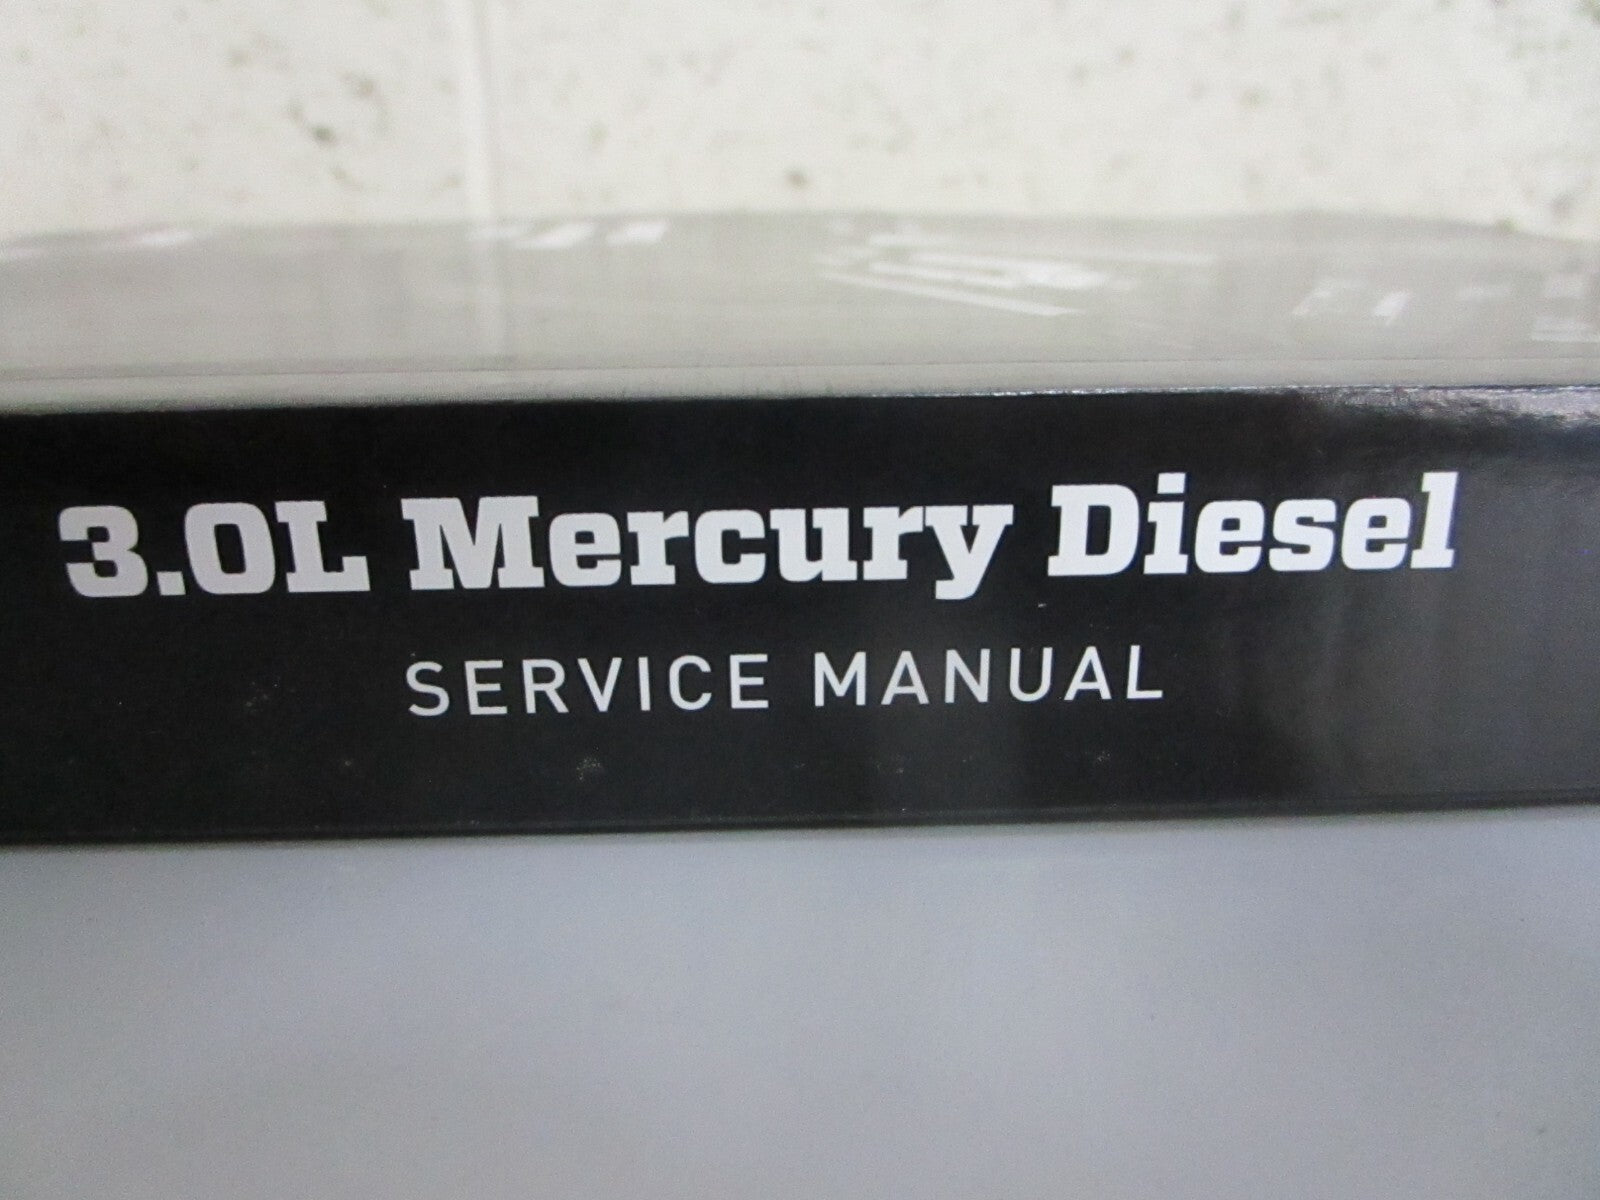 3.0L Mercury Diesel
SERVICE MANUAL